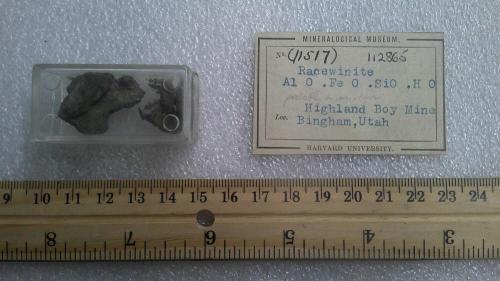 MINERALOGICAL MUSEUM.
No. (11517) 112865
Racewinite
Al O .Fe O .SiO .H O
Highland Boy Mine
Loc. Bingham,Utah
HARVARD UNIVERSITY.
9 10 11 12 13 14 15 16 17 18 19 20 21 22 23 24
8 7 6 5 4 3